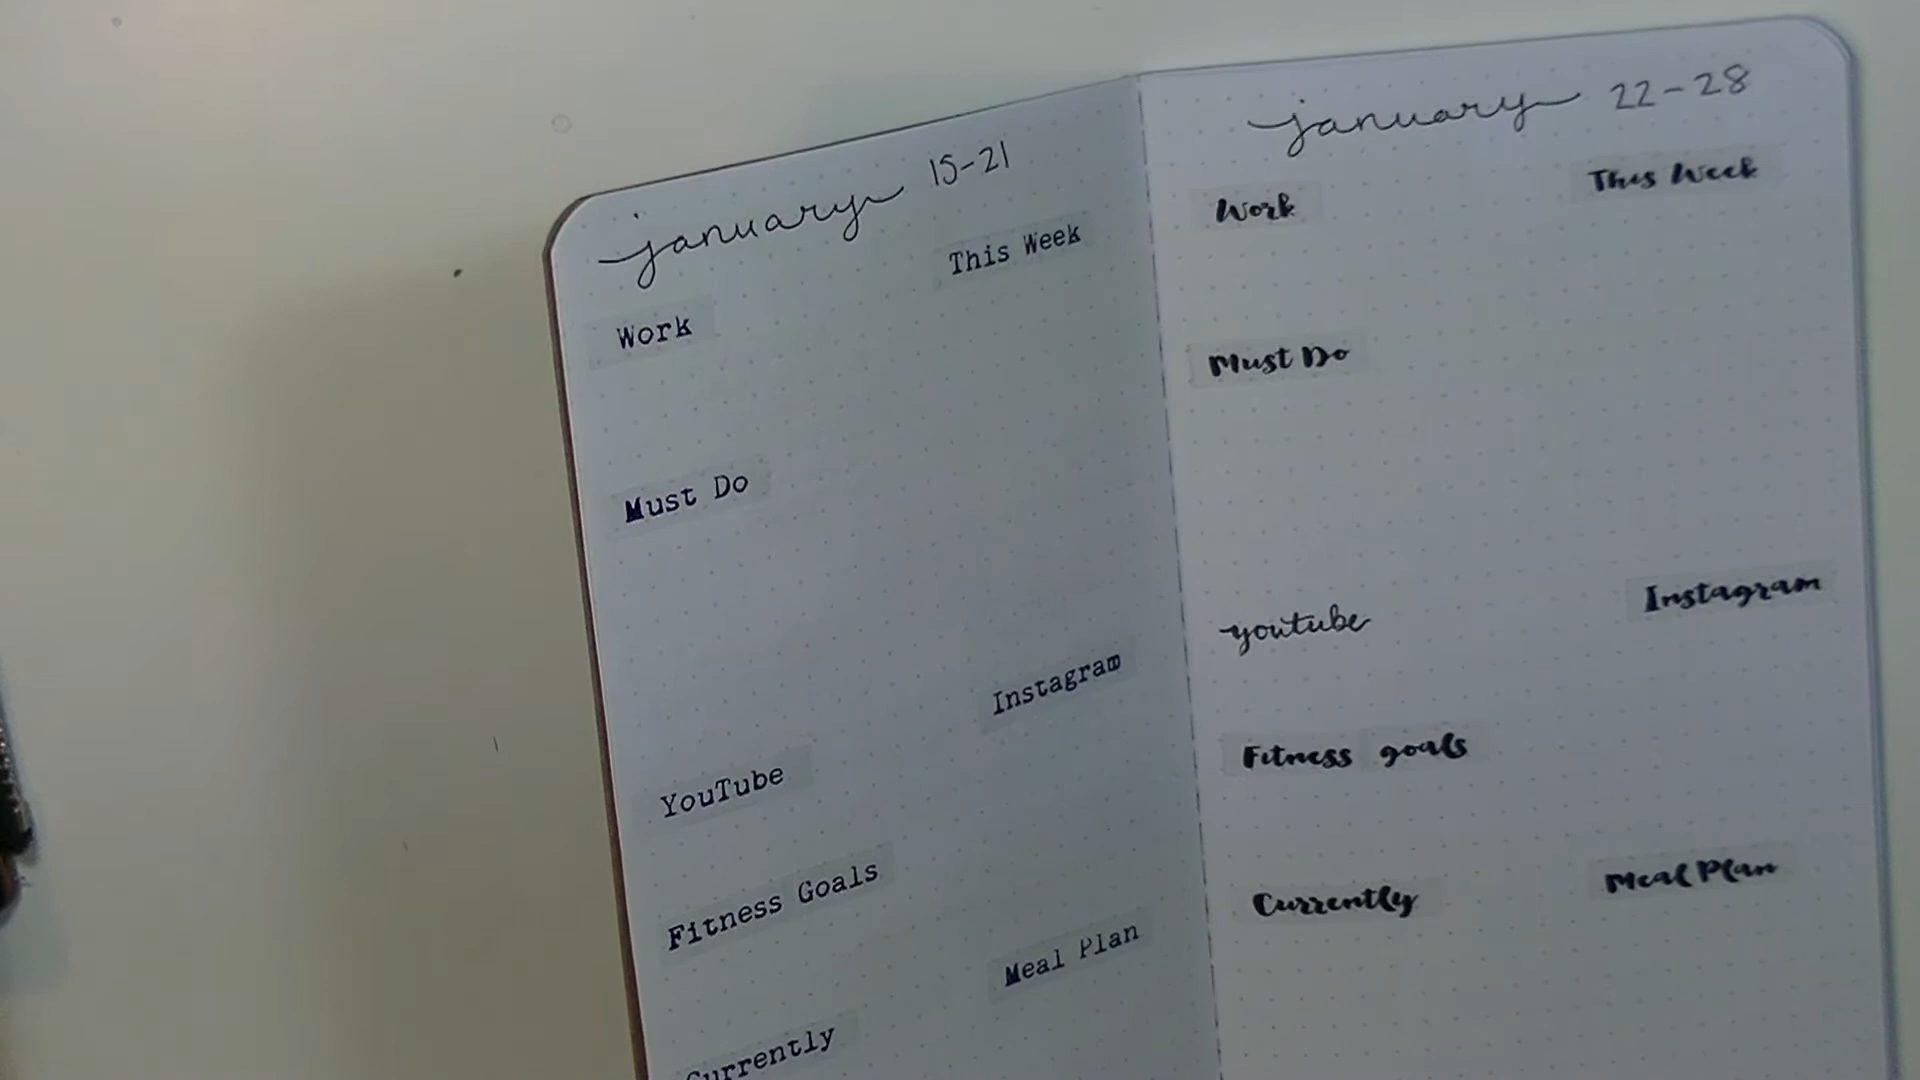 january 15-21
This Week
Work
Must Do
Instagram
YouTube
Fitness Goals
Meal Plan
Currently
january 22-28
Work
This Week
Must Do
youtube
Instagram
Fitness goals
Currently
Meal Plan